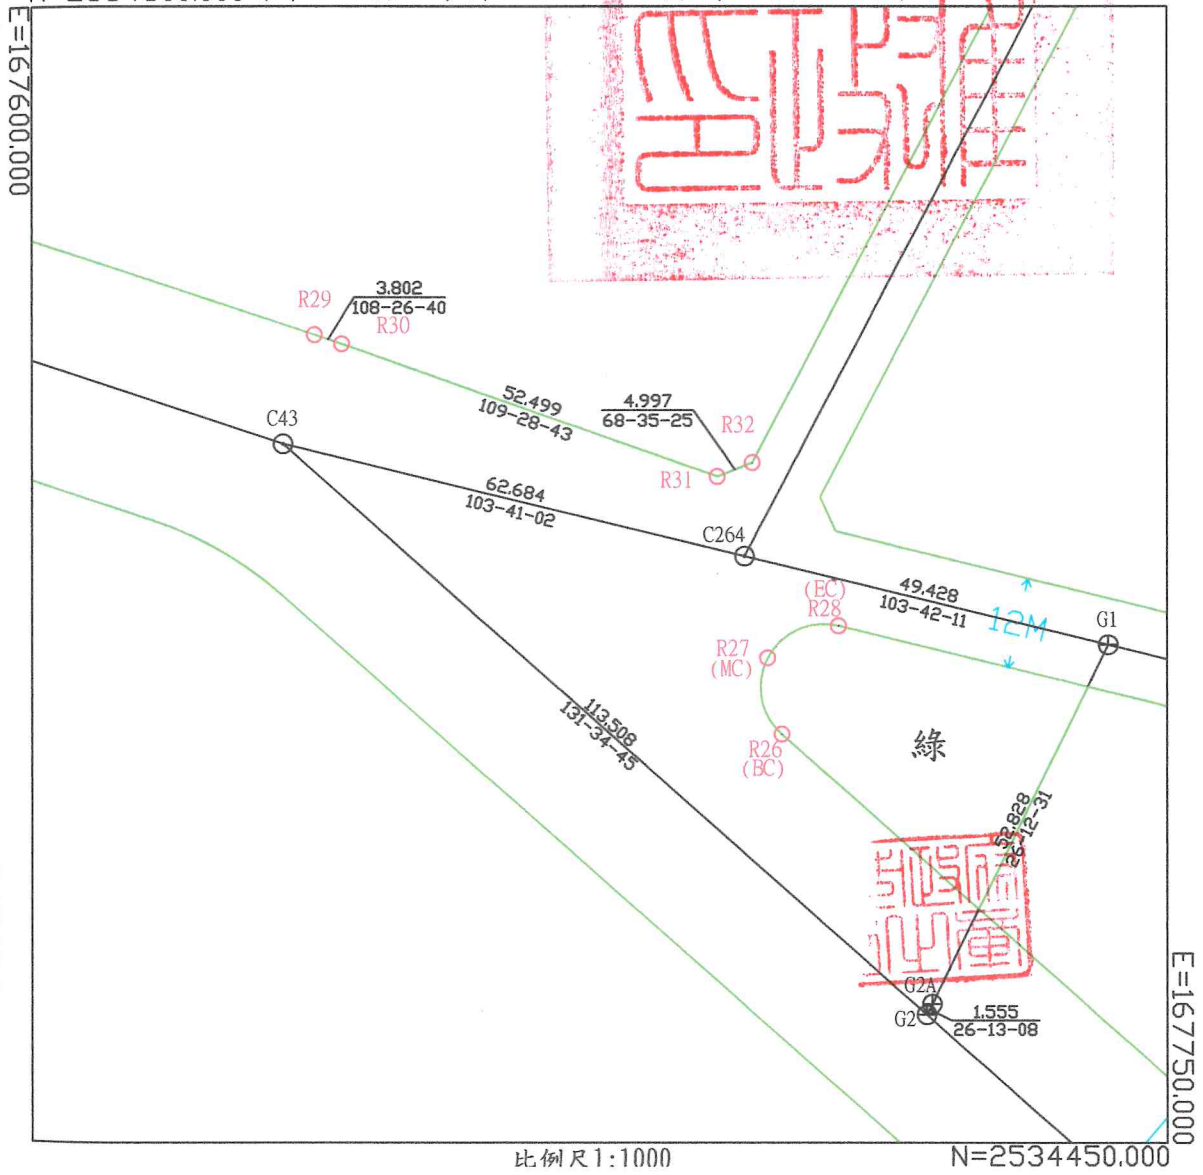 E=167600.000
3.802
108-26-40
R29
R30
52.499
109-28-43
4.997
68-35-25
R32
C43
R31
62.684
103-41-02
C264
49.428
103-42-11
(EC)
R28
12M
G1
R27
(MC)
113.508
131-34-45
R26
(BC)
綠
52.828
26-12-31
G2A
G2
1.555
26-13-08
E=167750.000
比例尺1:1000
N=2534450.000